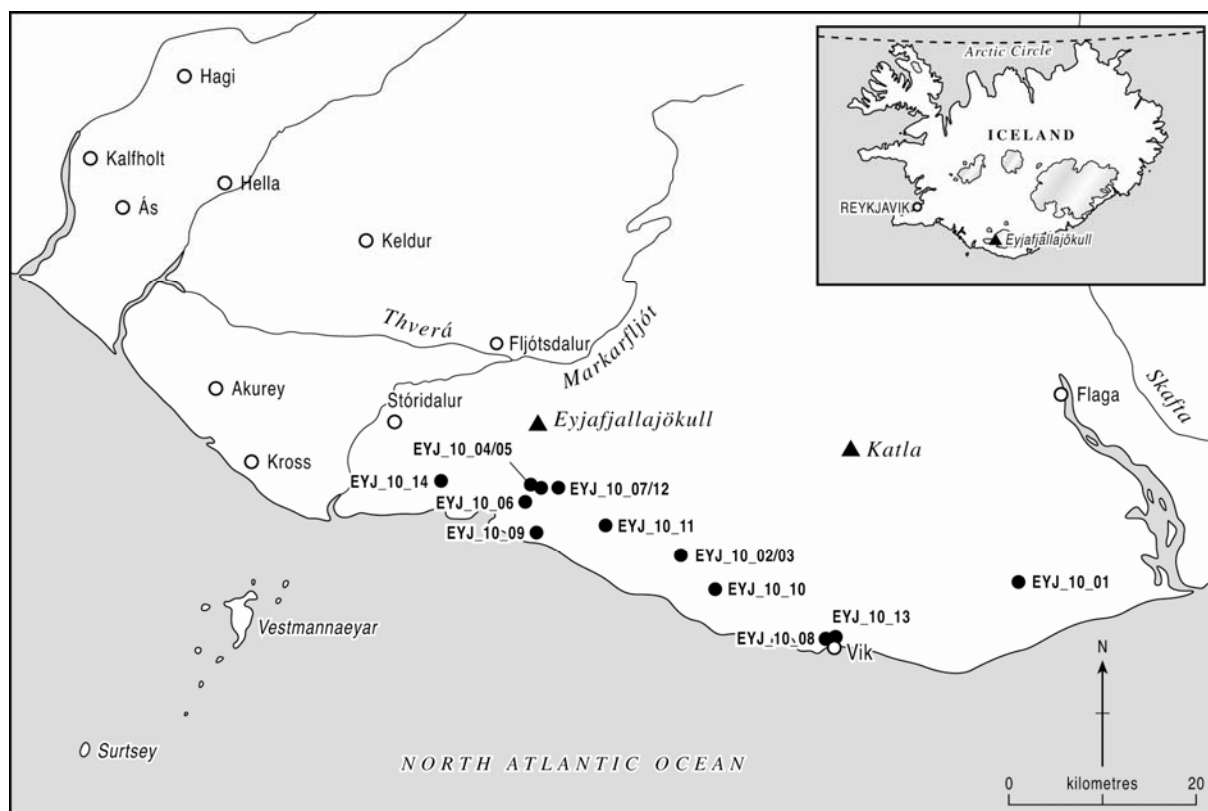 Hagi
Kalfholt
Hella
Ás
Keldur
Thverá
Fljótsdalur
Markarfljót
Akurey
Stóridalur
Eyjafjallajökull
Kross
EYJ_10_04/05
EYJ_10_14
EYJ_10_07/12
EYJ_10_06
EYJ_10_09
EYJ_10_11
EYJ_10_02/03
EYJ_10_10
EYJ_10_13
EYJ_10_08
Vik
EYJ_10_01
Katla
Flaga
Skafta
Vestmannaeyar
Surtsey
NORTH ATLANTIC OCEAN
N
0 kilometres 20
Arctic Circle
ICELAND
REYKJAVIK
Eyjafjallajökull